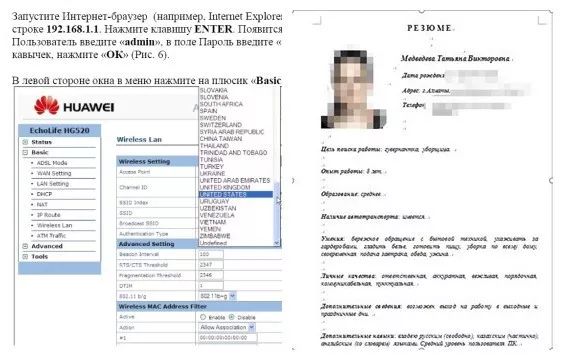 Запустите Интернет-браузер (например, Internet Explorer
строке 192.168.1.1. Нажмите клавишу ENTER. Появится
Пользователь введите «admin», в поле Пароль введите «
кавычек, нажмите «ОК» (Рис. 6).
В левой стороне окна в меню нажмите на плюсик «Basic
HUAWEI
EchoLife HG520
Status
Basic
ADSL Mode
WAN Setting
LAN Setting
DHCP
NAT
IP Route
Wireless Lan
ATM Traffic
Advanced
Tools
Wireless Lan
Wireless Setting
Access Point
Channel ID
SSID Index
SSID
Broadcast SSID
Authentication Type
Advanced Setting
Beacon Interval 100
RTS/CTS Threshold 2347
Fragmentation Threshold 2346
DTIM 1
802.11 b/g 802.11b+g
Wireless MAC Address Filter
Active Enable Disable
Action Allow Association
#1 00:00:00:00:00:00
SLOVAKIA
SLOVENIA
SOUTH AFRICA
SPAIN
SWEDEN
SWITZERLAND
SYRIA ARAB REPUBLIC
CHINA TAIWAN
THAILAND
TRINIDAD AND TOBAGO
TUNISIA
TURKEY
UKRAINE
UNITED ARAB EMIRATES
UNITED KINGDOM
UNITED STATES
URUGUAY
UZBEKISTAN
VENEZUELA
VIETNAM
YEMEN
ZIMBABWE
Undefined
РЕЗЮМЕ
Медведева Татьяна Викторовна
Дата рождения
Адрес: г.Алматы,
Телефон:
Цель поиска работы: гувернантка, уборщица.
Опыт работы: 8 лет.
Образование: среднее.
Наличие автотранспорта: имеется.
Умения: бережное обращение с бытовой техникой, ухаживать за
гардеробами, гладить белье, готовить пищу, уборка по всему дому,
своевременная подача завтрака, обеда, ужина.
Личные качества: ответственная, аккуратная, вежливая, порядочная,
коммуникабельная, пунктуальная.
Дополнительные сведения: возможен выход на работу в выходные и
праздничные дни.
Дополнительные навыки: владею русским (свободно), казахским (частично),
английским (со словарем) языками. Средний уровень пользователя ПК.